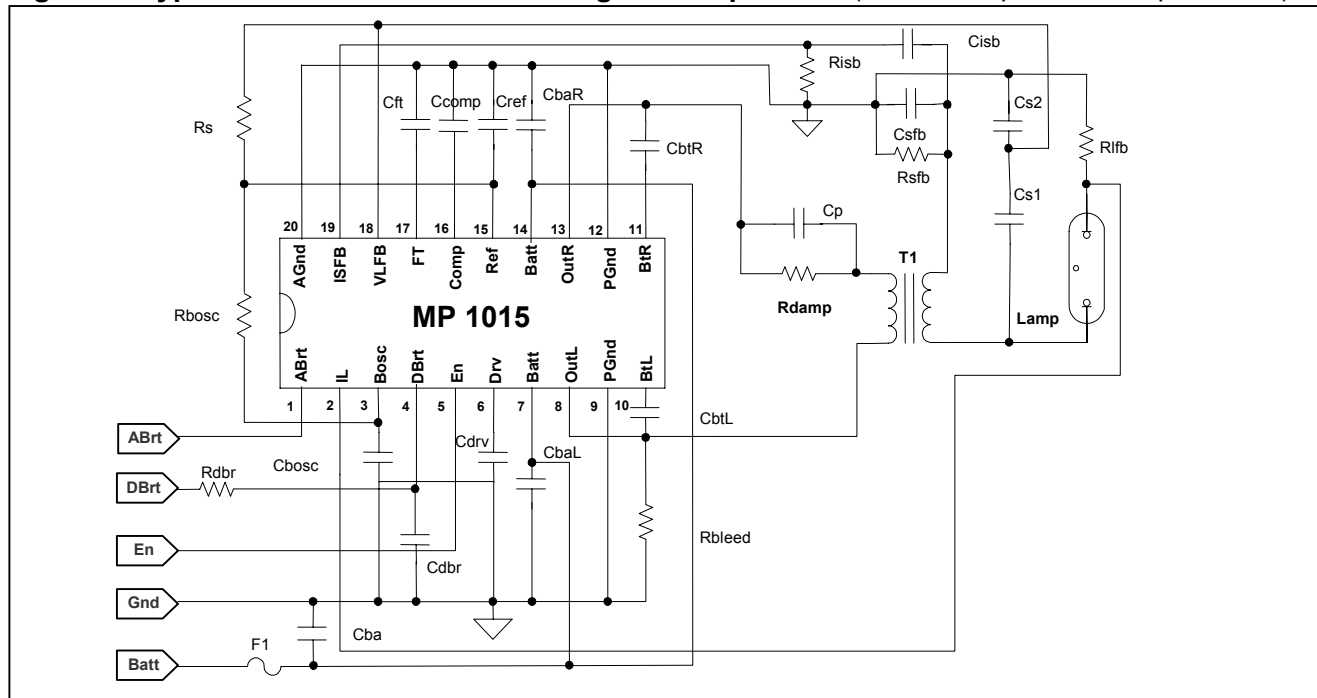 Cisb
Risb
Cft
Ccomp
Cref
CbaR
Cs2
Rs
CbtR
Csfb
Rlfb
Rsfb
Cs1
Cp
20 19 18 17 16 15 14 13 12 11
T1
AGnd ISFB VLFB FT Comp Ref Batt OutR PGnd BtR
Rdamp
Lamp
Rbosc
MP 1015
ABrt IL Bosc DBrt En Drv Batt OutL PGnd BtL
1 2 3 4 5 6 7 8 9 10
CbtL
ABrt
Cdrv
CbaL
Cbosc
Rdbr
DBrt
Rbleed
En
Cdbr
Gnd
Cba
F1
Batt